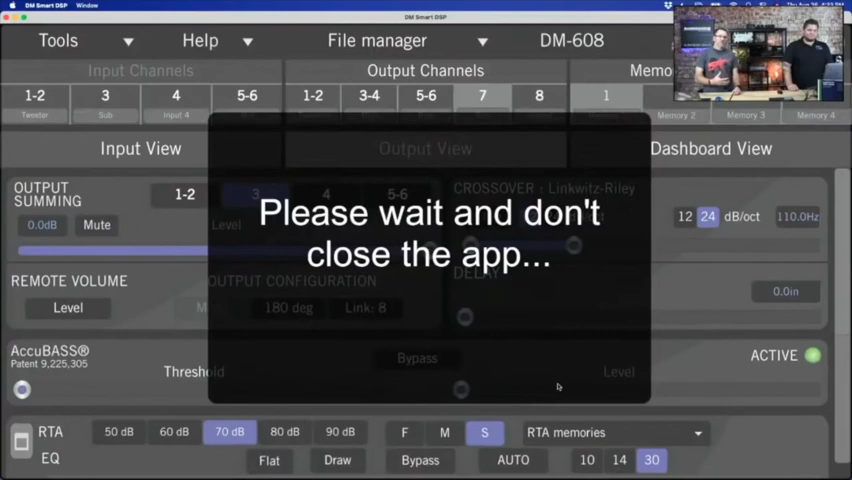 DM Smart DSP Window
DM Smart DSP
Tools Help File manager DM-608
Input Channels Output Channels
1-2 3 4 5-6 1-2 3-4 5-6 7 8 1
Tweeter Sub Input 4 Memory 2 Memory 3 Memory 4
Input View Output View Dashboard View
OUTPUT SUMMING 1-2 3 4 5-6 CROSSOVER : Linkwitz-Riley
0.0dB Mute Level 12 24 dB/oct 110.0Hz
Please wait and don't
close the app...
REMOTE VOLUME OUTPUT CONFIGURATION DELAY
Level 180 deg Link: 8 0.0in
AccuBASS®
Patent 9,225,305
Threshold Bypass Level ACTIVE
RTA 50 dB 60 dB 70 dB 80 dB 90 dB F M S RTA memories
EQ Flat Draw Bypass AUTO 10 14 30